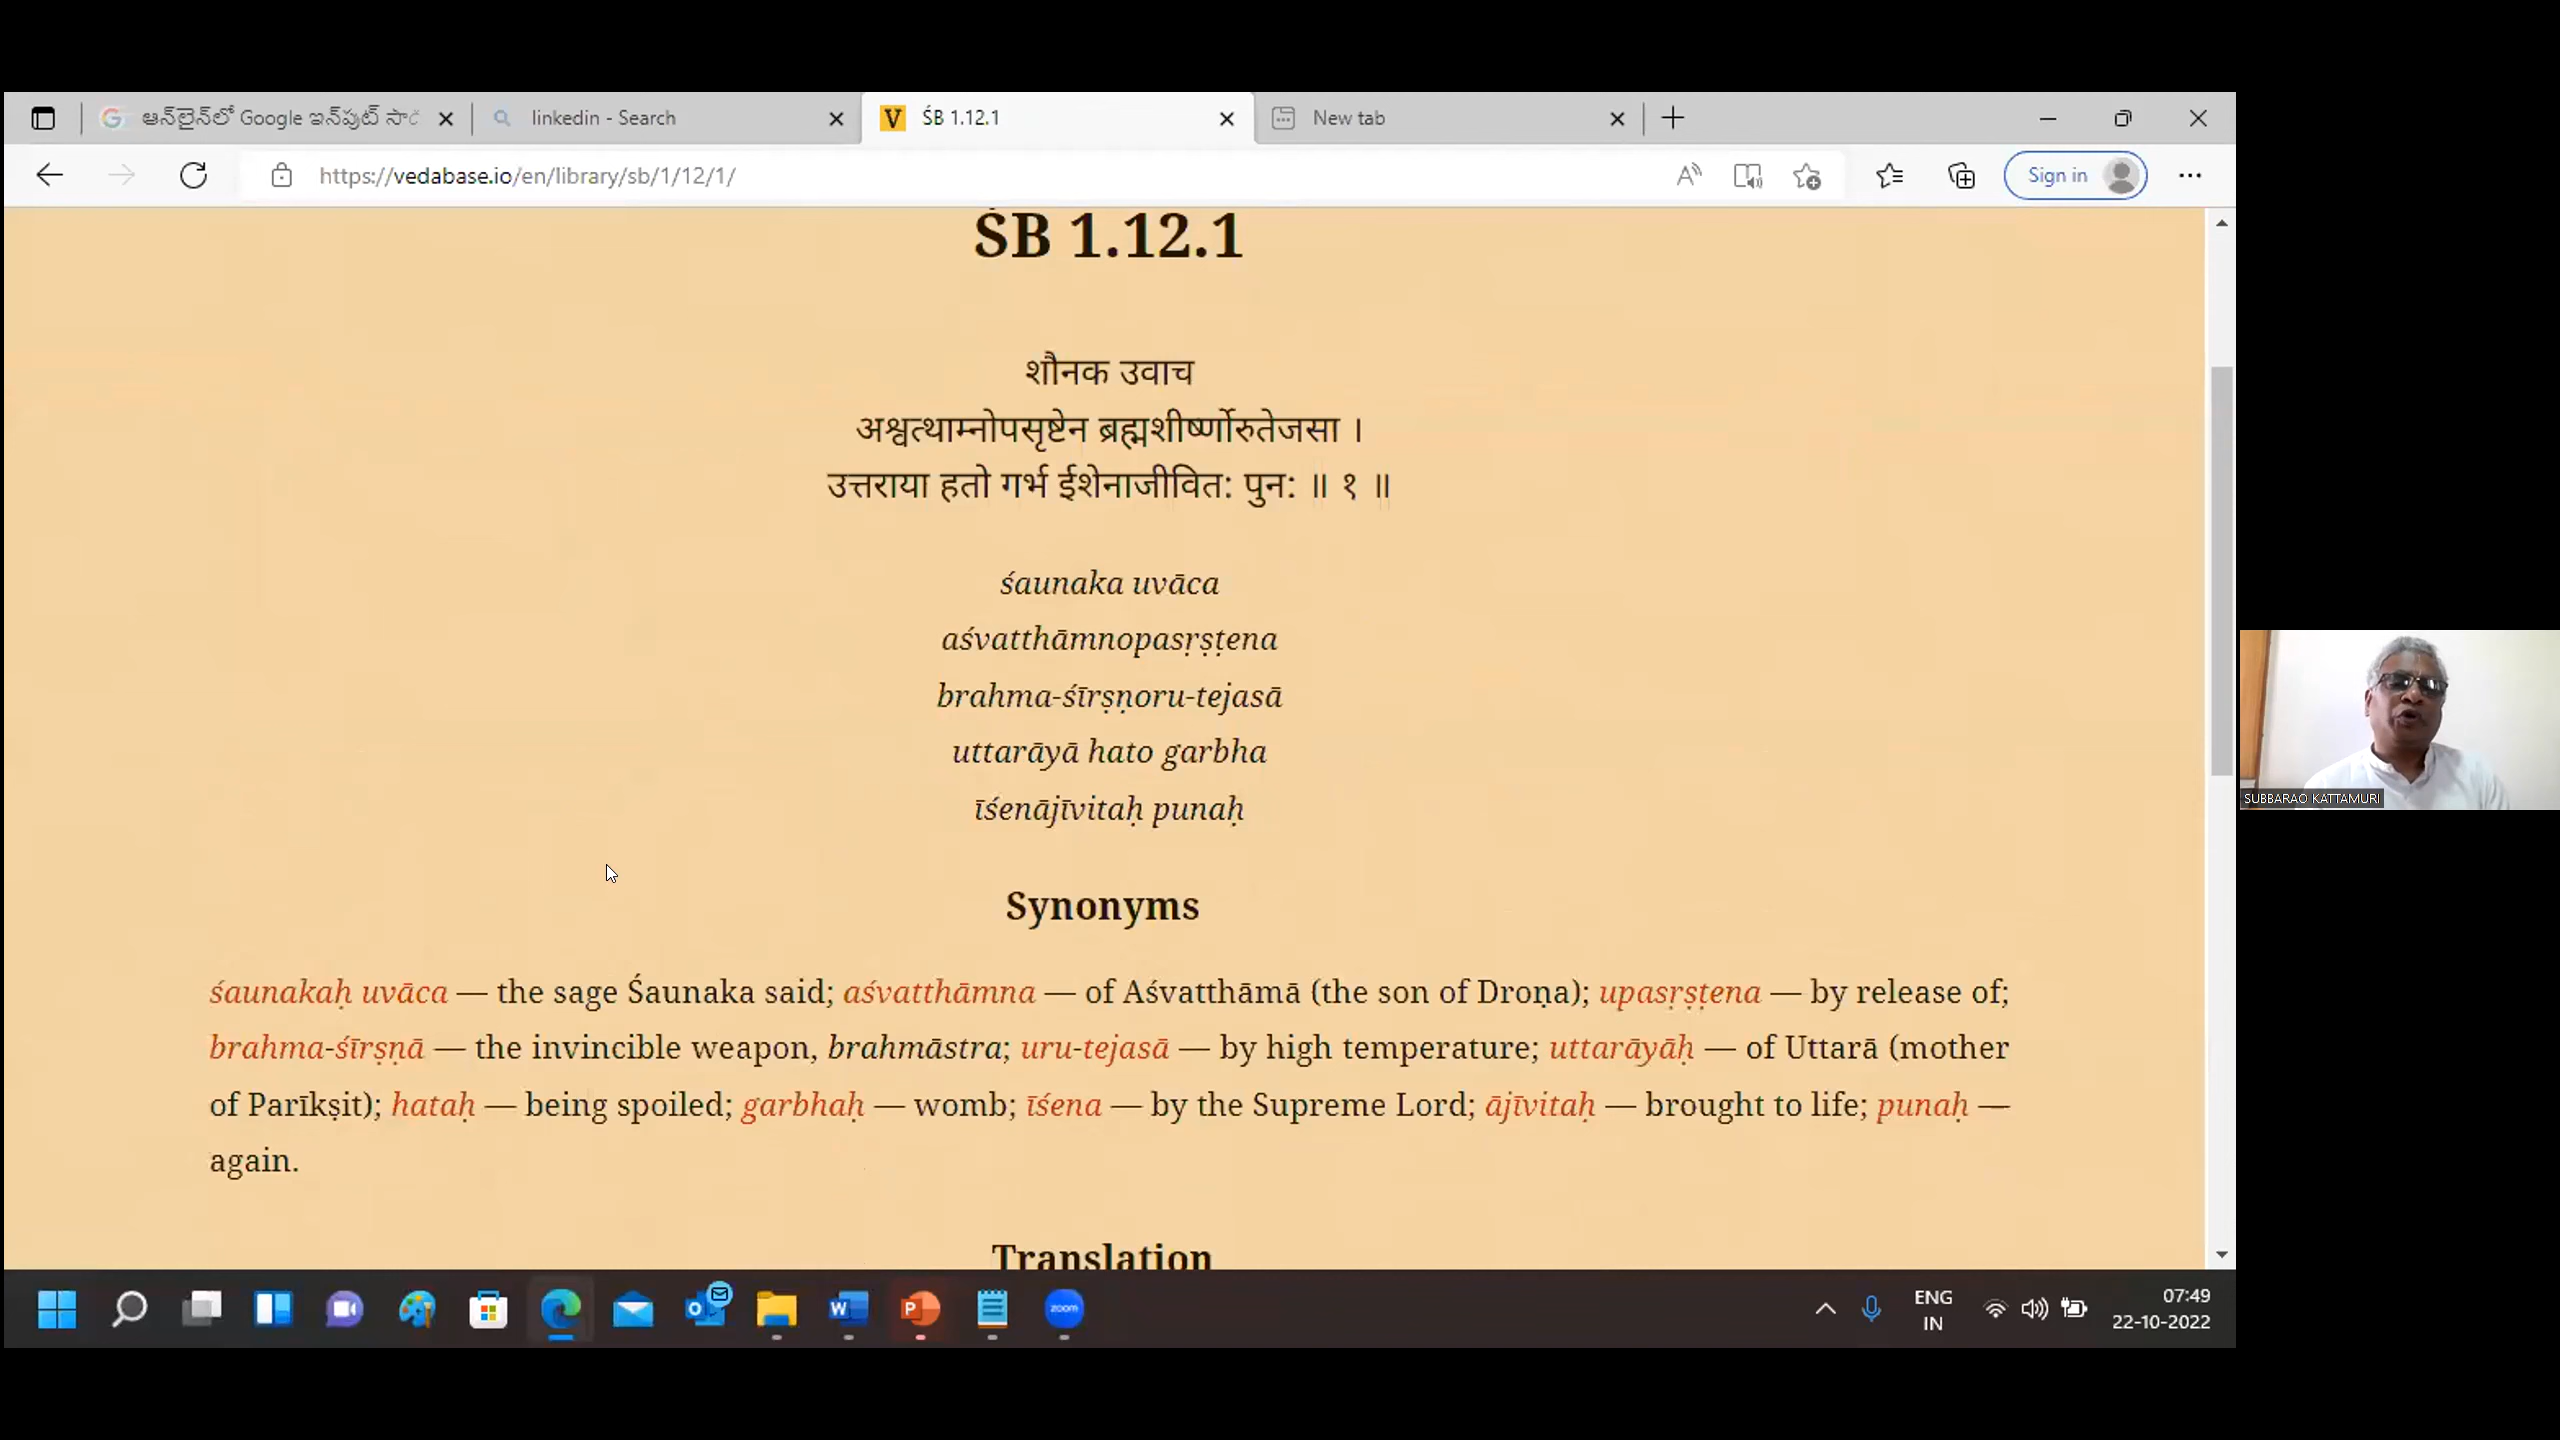 ఆన్‌లైన్‌లో Google ఇన్‌పుట్ సా
linkedin - Search
V ŚB 1.12.1
New tab
https://vedabase.io/en/library/sb/1/12/1/
Sign in
ŚB 1.12.1
शौनक उवाच
अश्वत्थाम्नोपसृष्टेन ब्रह्मशीर्ष्णोरुतेजसा ।
उत्तराया हतो गर्भ ईशेनाजीवित: पुन: ॥ १ ॥
śaunaka uvāca
aśvatthāmnopasṛṣṭena
brahma-śīrṣṇoru-tejasā
uttarāyā hato garbha
īśenājīvitaḥ punaḥ
SUBBARAO KATTAMURI
Synonyms
śaunakaḥ uvāca — the sage Śaunaka said; aśvatthāmna — of Aśvatthāmā (the son of Droṇa); upasṛṣṭena — by release of;
brahma-śīrṣṇā — the invincible weapon, brahmāstra; uru-tejasā — by high temperature; uttarāyāḥ — of Uttarā (mother
of Parīkṣit); hataḥ — being spoiled; garbhaḥ — womb; īśena — by the Supreme Lord; ājīvitaḥ — brought to life; punaḥ —
again.
Translation
zoom
ENG
IN
07:49
22-10-2022